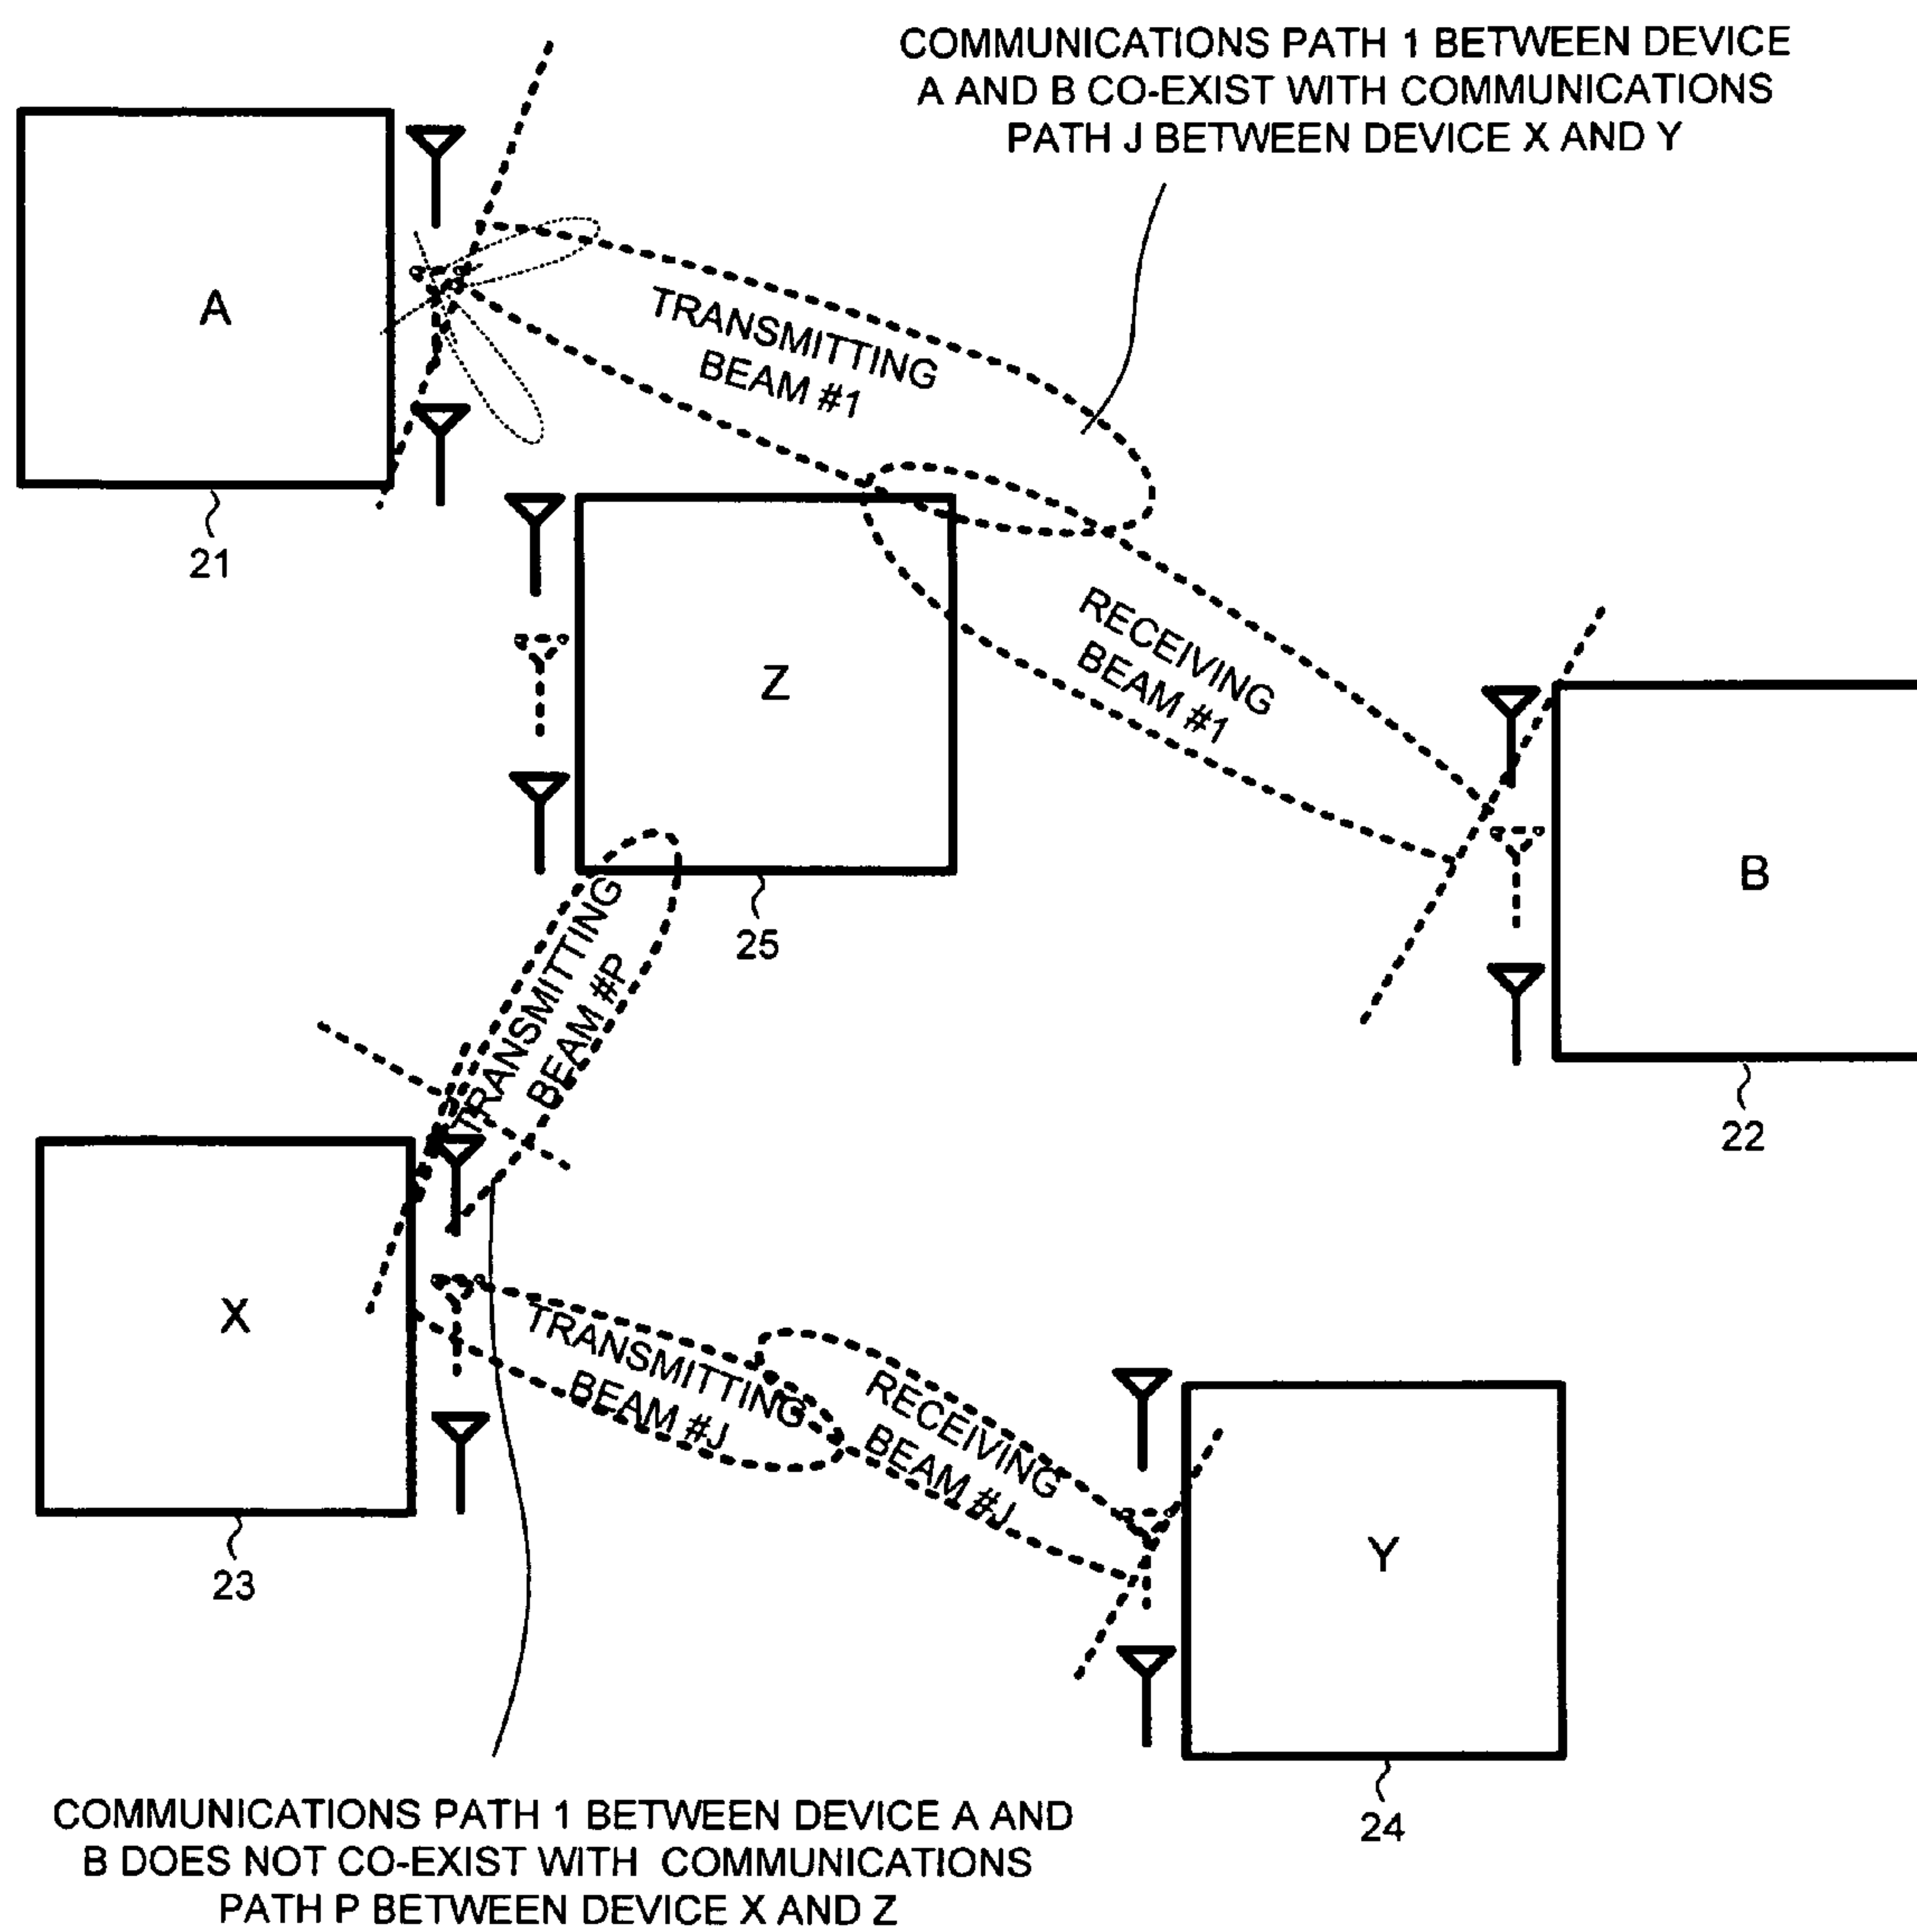 COMMUNICATIONS PATH 1 BETWEEN DEVICE
A AND B CO-EXIST WITH COMMUNICATIONS
PATH J BETWEEN DEVICE X AND Y
A
21
TRANSMITTING
BEAM #1
Z
25
RECEIVING
BEAM #1
B
22
TRANSMITTING
BEAM #P
X
23
TRANSMITTING
BEAM #J
RECEIVING
BEAM #J
Y
24
COMMUNICATIONS PATH 1 BETWEEN DEVICE A AND
B DOES NOT CO-EXIST WITH COMMUNICATIONS
PATH P BETWEEN DEVICE X AND Z